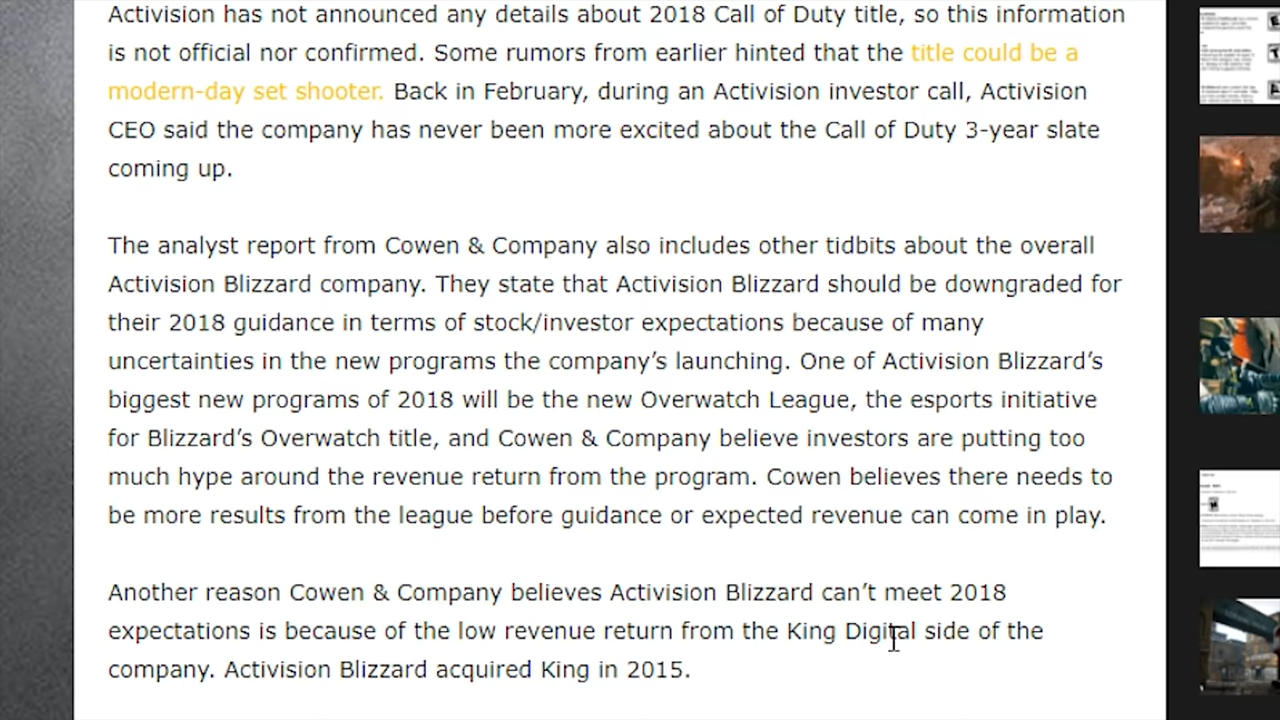 Activision has not announced any details about 2018 Call of Duty title, so this information
is not official nor confirmed. Some rumors from earlier hinted that the title could be a
modern-day set shooter. Back in February, during an Activision investor call, Activision
CEO said the company has never been more excited about the Call of Duty 3-year slate
coming up.
The analyst report from Cowen & Company also includes other tidbits about the overall
Activision Blizzard company. They state that Activision Blizzard should be downgraded for
their 2018 guidance in terms of stock/investor expectations because of many
uncertainties in the new programs the company’s launching. One of Activision Blizzard’s
biggest new programs of 2018 will be the new Overwatch League, the esports initiative
for Blizzard’s Overwatch title, and Cowen & Company believe investors are putting too
much hype around the revenue return from the program. Cowen believes there needs to
be more results from the league before guidance or expected revenue can come in play.
Another reason Cowen & Company believes Activision Blizzard can’t meet 2018
expectations is because of the low revenue return from the King Digital side of the
company. Activision Blizzard acquired King in 2015.